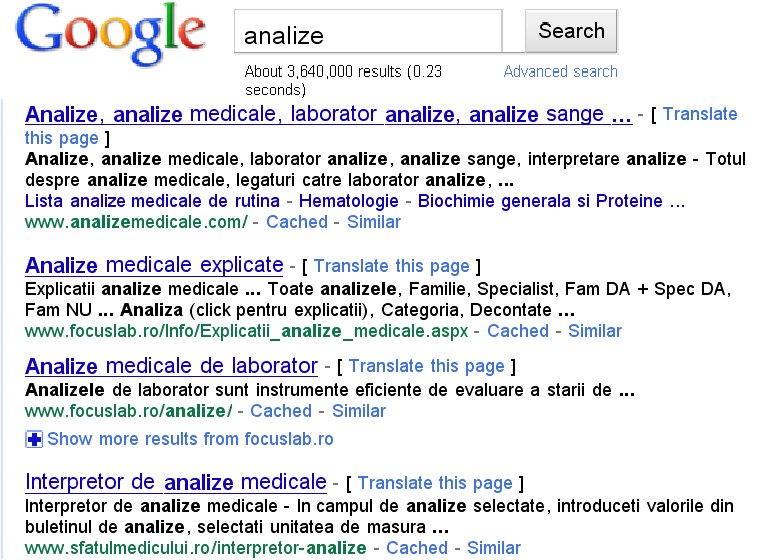 Google
analize
Search
About 3,640,000 results (0.23
seconds)
Advanced search
Analize, analize medicale, laborator analize, analize sange ... - [ Translate
this page ]
Analize, analize medicale, laborator analize, analize sange, interpretare analize - Totul
despre analize medicale, legaturi catre laborator analize, ...
Lista analize medicale de rutina - Hematologie - Biochimie generala si Proteine ...
www.analizemedicale.com/ - Cached - Similar
Analize medicale explicate - [ Translate this page ]
Explicatii analize medicale ... Toate analizele, Familie, Specialist, Fam DA + Spec DA,
Fam NU ... Analiza (click pentru explicatii), Categoria, Decontate ...
www.focuslab.ro/Info/Explicatii_analize_medicale.aspx - Cached - Similar
Analize medicale de laborator - [ Translate this page ]
Analizele de laborator sunt instrumente eficiente de evaluare a starii de ...
www.focuslab.ro/analize/ - Cached - Similar
Show more results from focuslab.ro
Interpretor de analize medicale - [ Translate this page ]
Interpretor de analize medicale - In campul de analize selectate, introduceti valorile din
buletinul de analize, selectati unitatea de masura ...
www.sfatulmedicului.ro/interpretor-analize - Cached - Similar